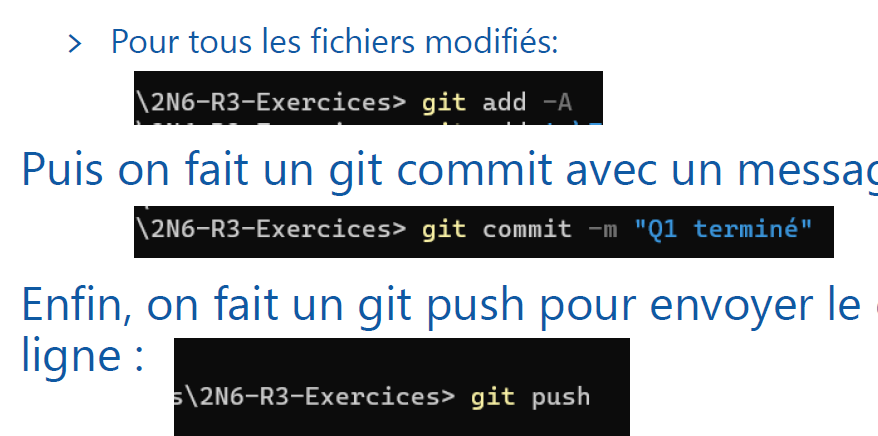 > Pour tous les fichiers modifiés:
\2N6-R3-Exercices> git add -A
Puis on fait un git commit avec un messag
\2N6-R3-Exercices> git commit -m "Q1 terminé"
Enfin, on fait un git push pour envoyer le
ligne :
s\2N6-R3-Exercices> git push